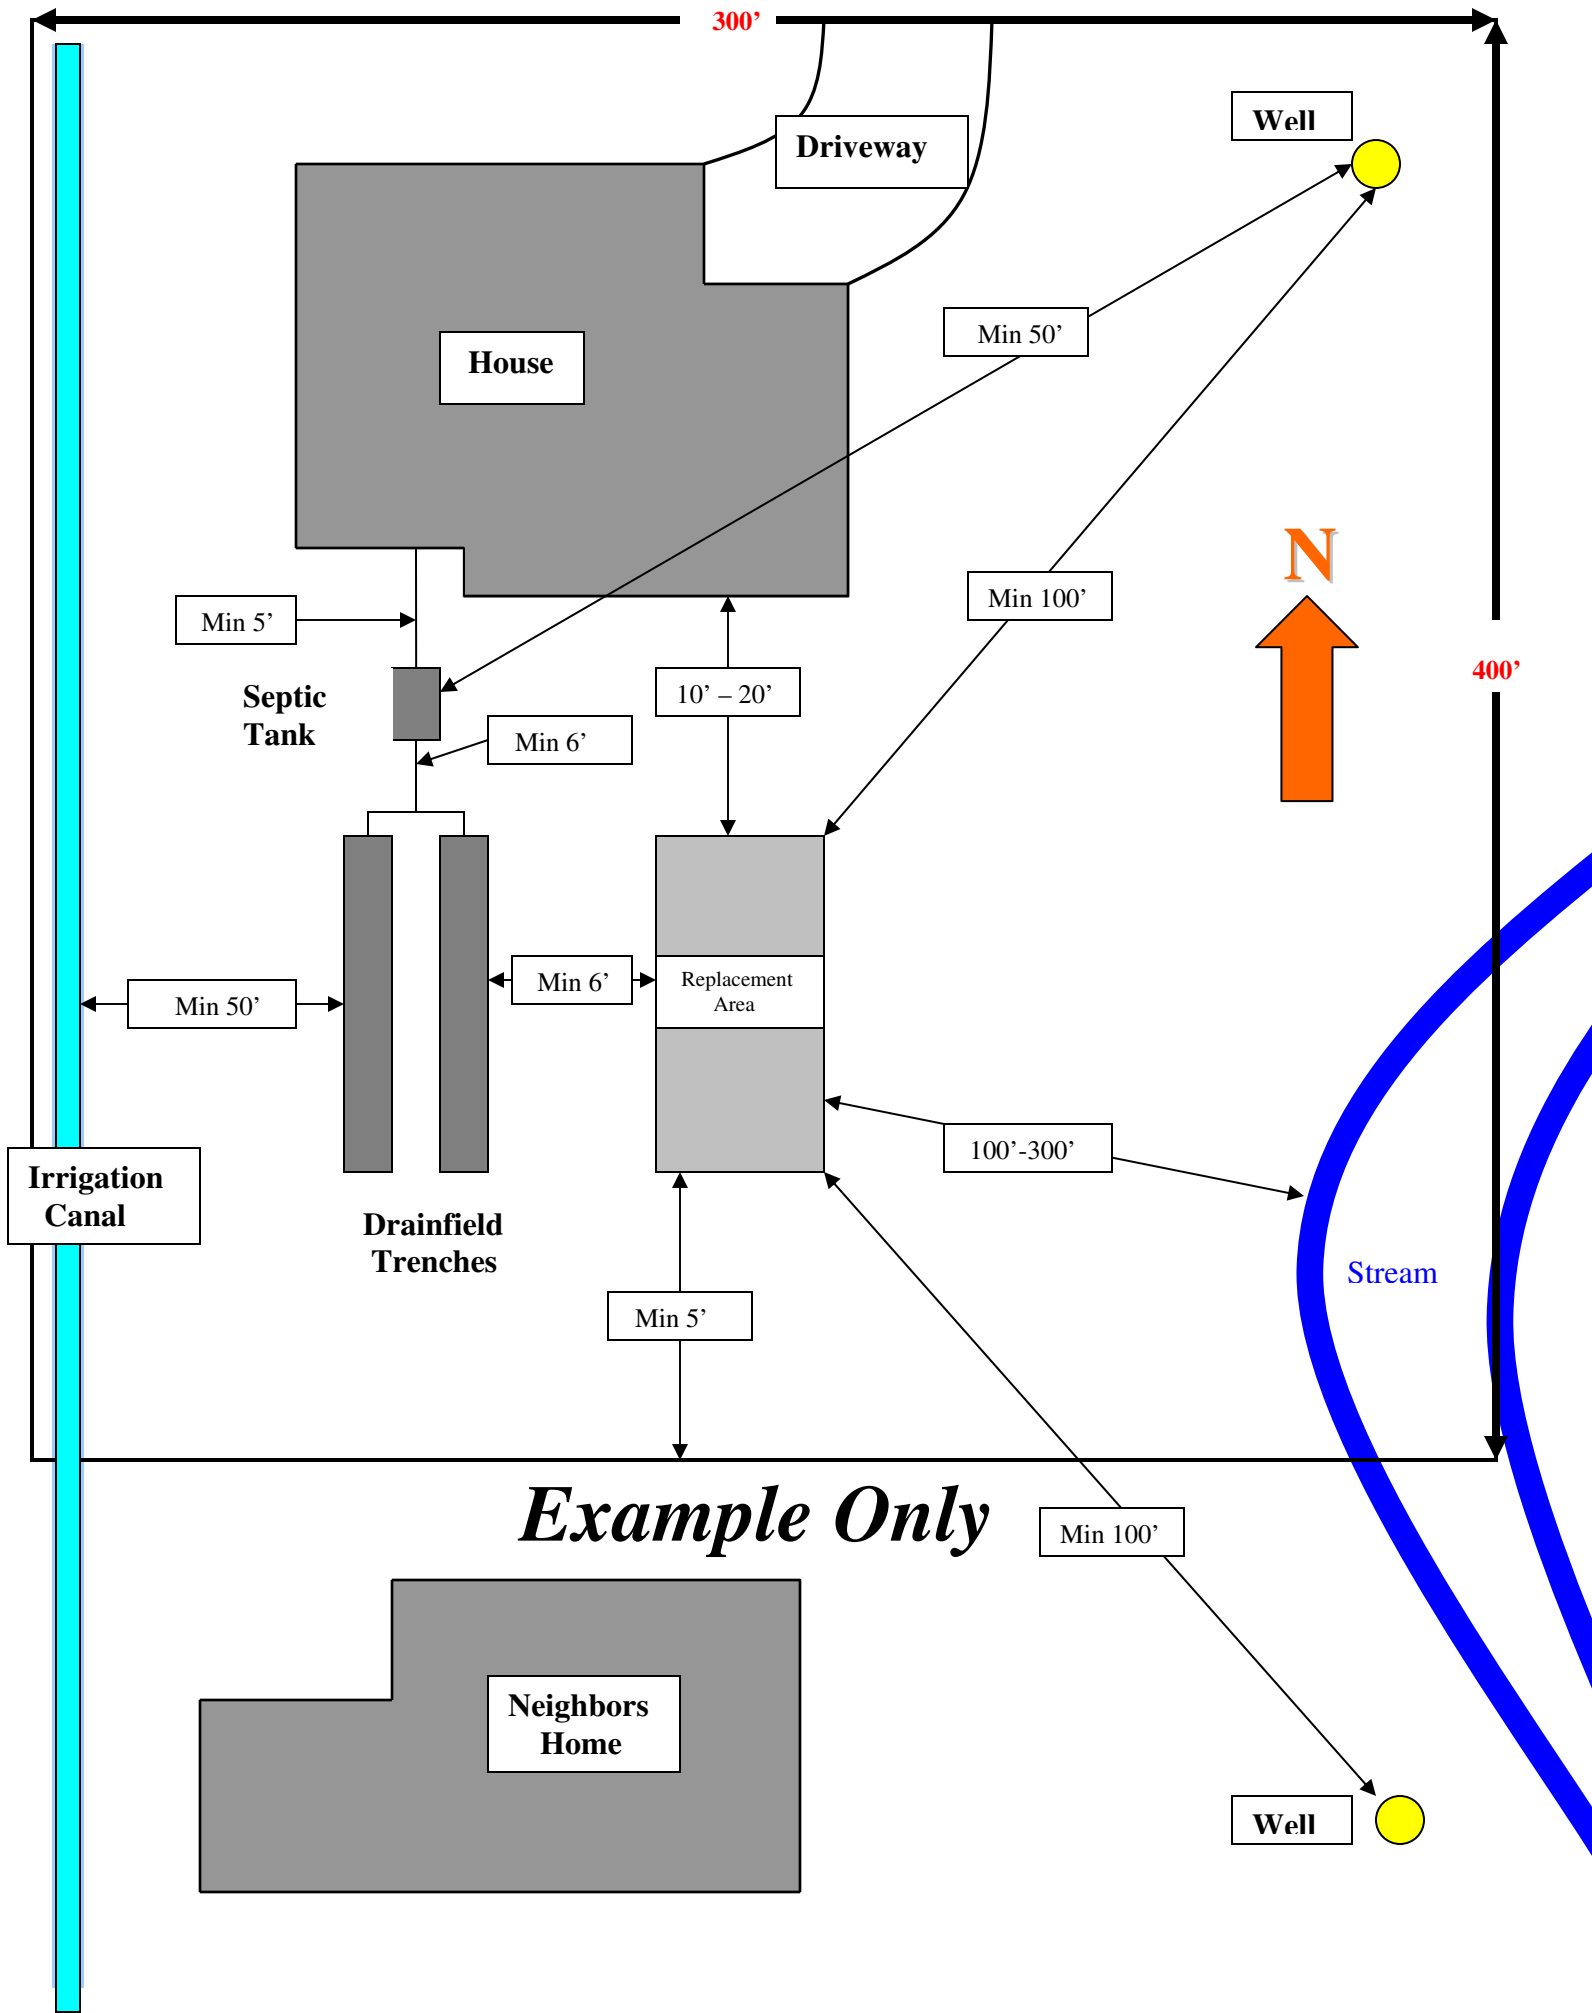 300’
Well
Driveway
Min 50’
House
N
Min 100’
Min 5’
400’
Septic
Tank
10’ – 20’
Min 6’
Min 6’
Replacement
Area
Min 50’
100’-300’
Irrigation
Canal
Drainfield
Trenches
Stream
Min 5’
Example Only
Min 100’
Neighbors
Home
Well